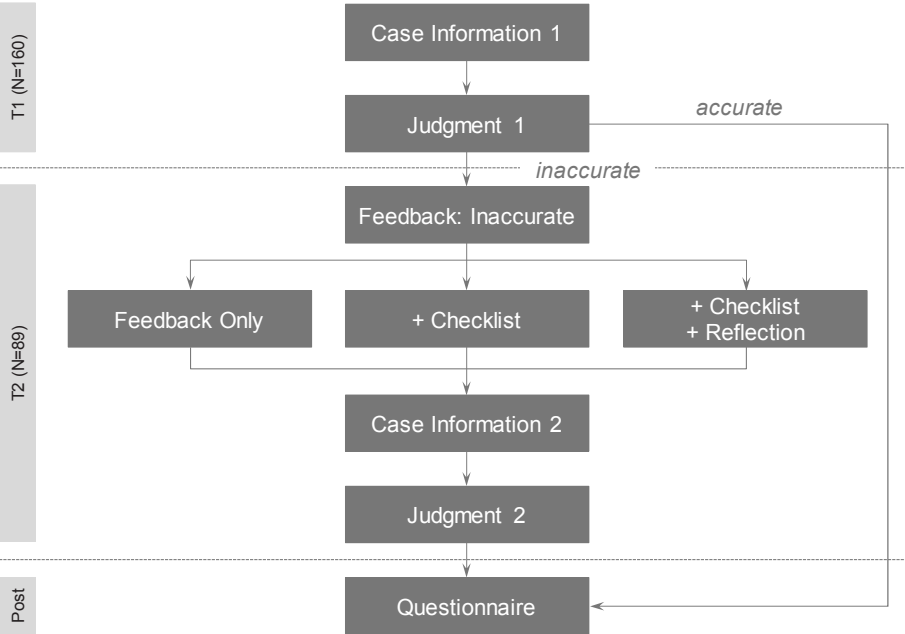 T1 (N=160)
Case Information 1
Judgment 1
accurate
inaccurate
T2 (N=89)
Feedback: Inaccurate
Feedback Only
+ Checklist
+ Checklist
+ Reflection
Case Information 2
Judgment 2
Post
Questionnaire